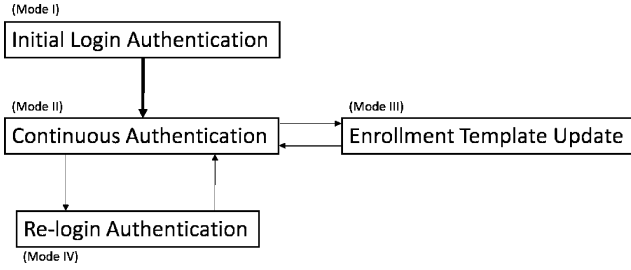 (Mode I)
Initial Login Authentication
(Mode II)
Continuous Authentication
(Mode III)
Enrollment Template Update
Re-login Authentication
(Mode IV)